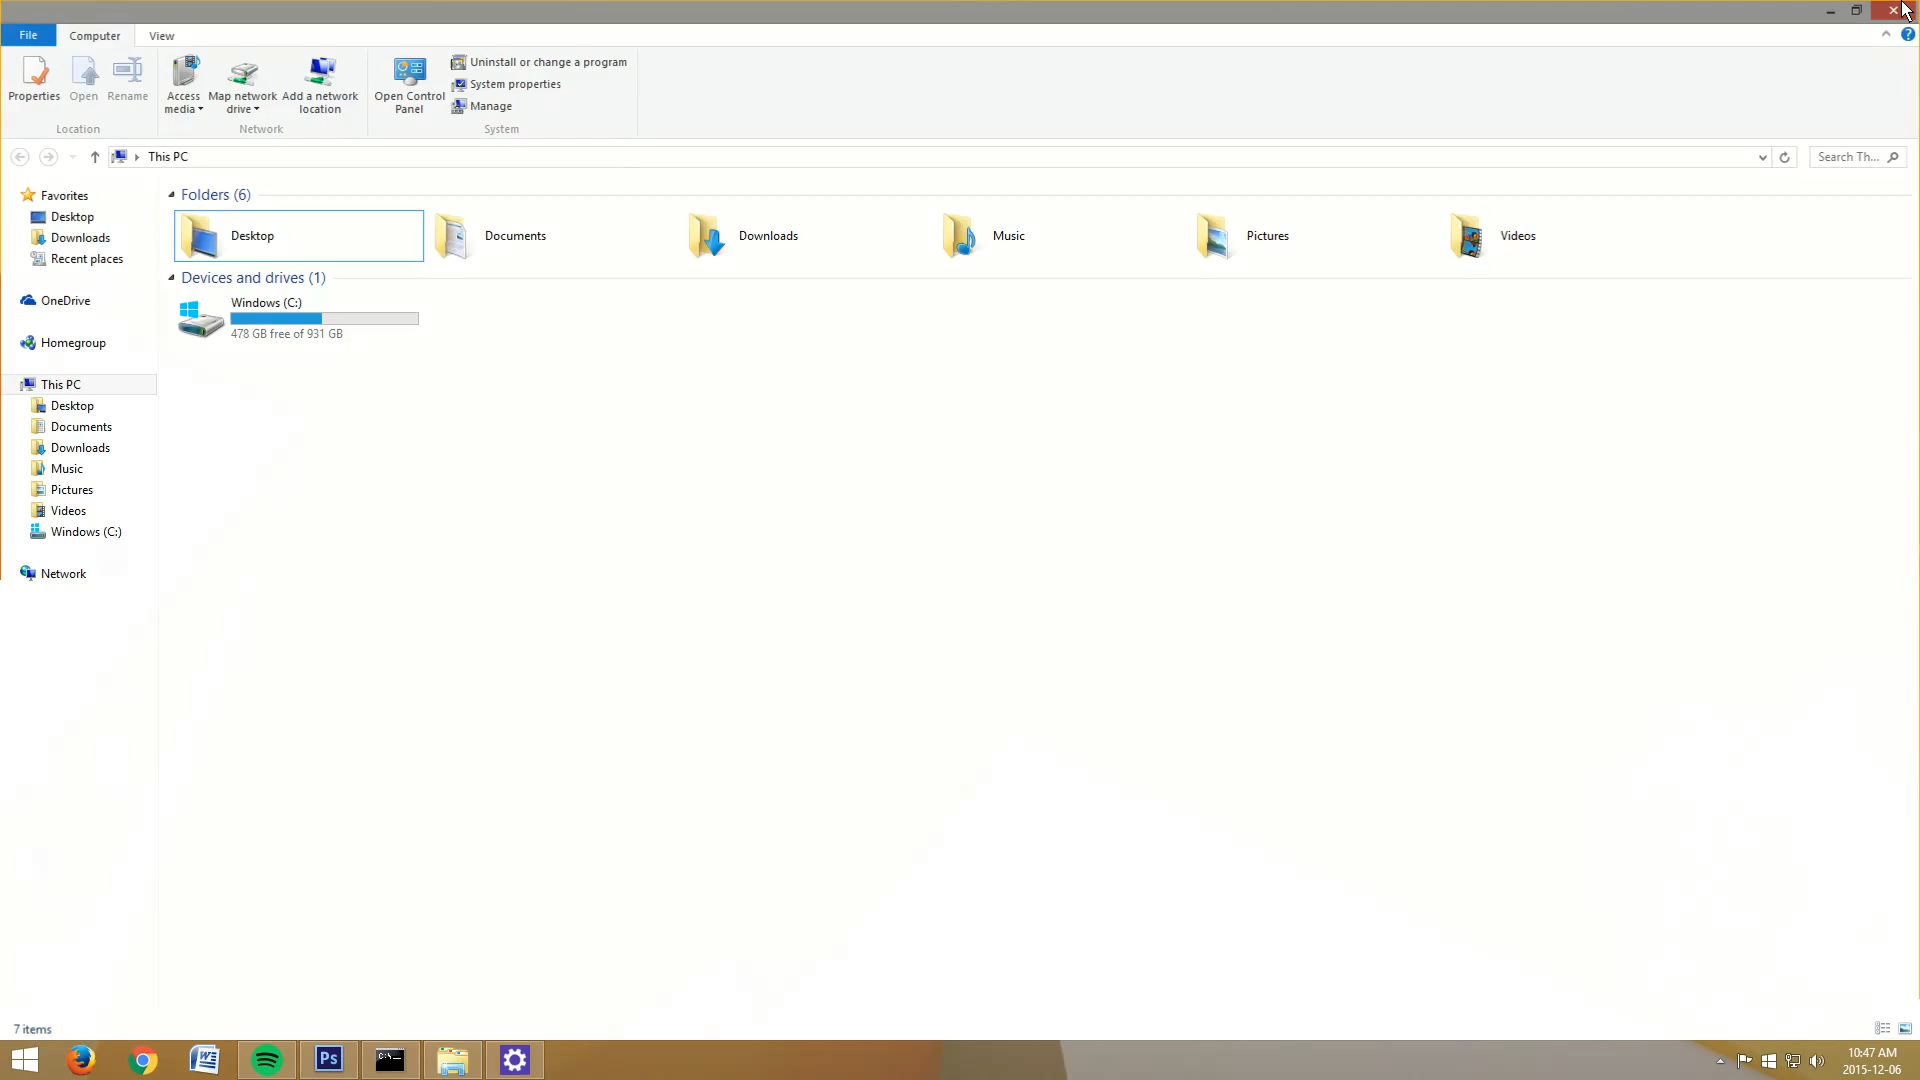 File Computer View
Properties Open Rename Access media Map network drive Add a network location Open Control Panel Uninstall or change a program
System properties
Manage
Location Network System
This PC Search Th...
Favorites
Desktop
Downloads
Recent places
OneDrive
Homegroup
This PC
Desktop
Documents
Downloads
Music
Pictures
Videos
Windows (C:)
Network
Folders (6)
Desktop Documents Downloads Music Pictures Videos
Devices and drives (1)
Windows (C:)
478 GB free of 931 GB
7 items
W Ps C:\ 10:47 AM
2015-12-06